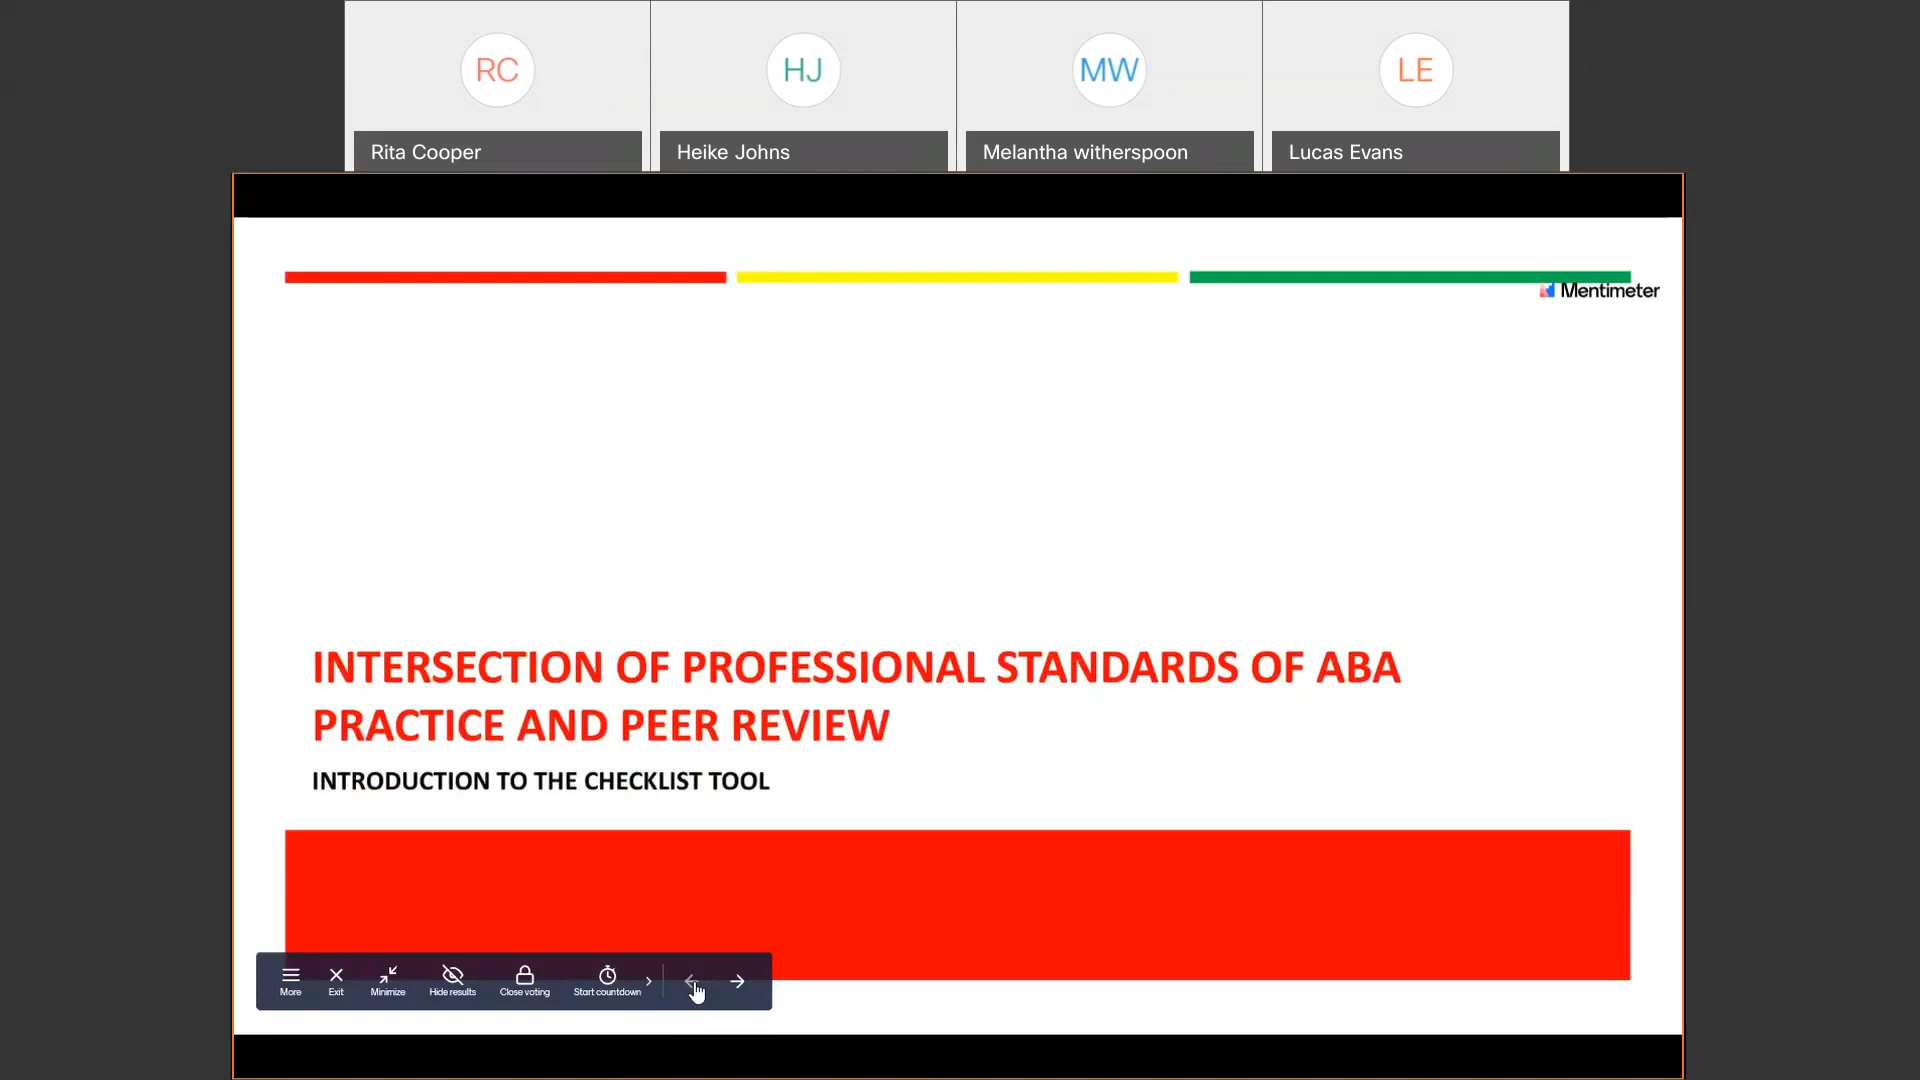 RC
HJ
MW
LE
Rita Cooper
Heike Johns
Melantha witherspoon
Lucas Evans
Mentimeter
INTERSECTION OF PROFESSIONAL STANDARDS OF ABA
PRACTICE AND PEER REVIEW
INTRODUCTION TO THE CHECKLIST TOOL
More
Exit
Minimize
Hide results
Close voting
Start countdown